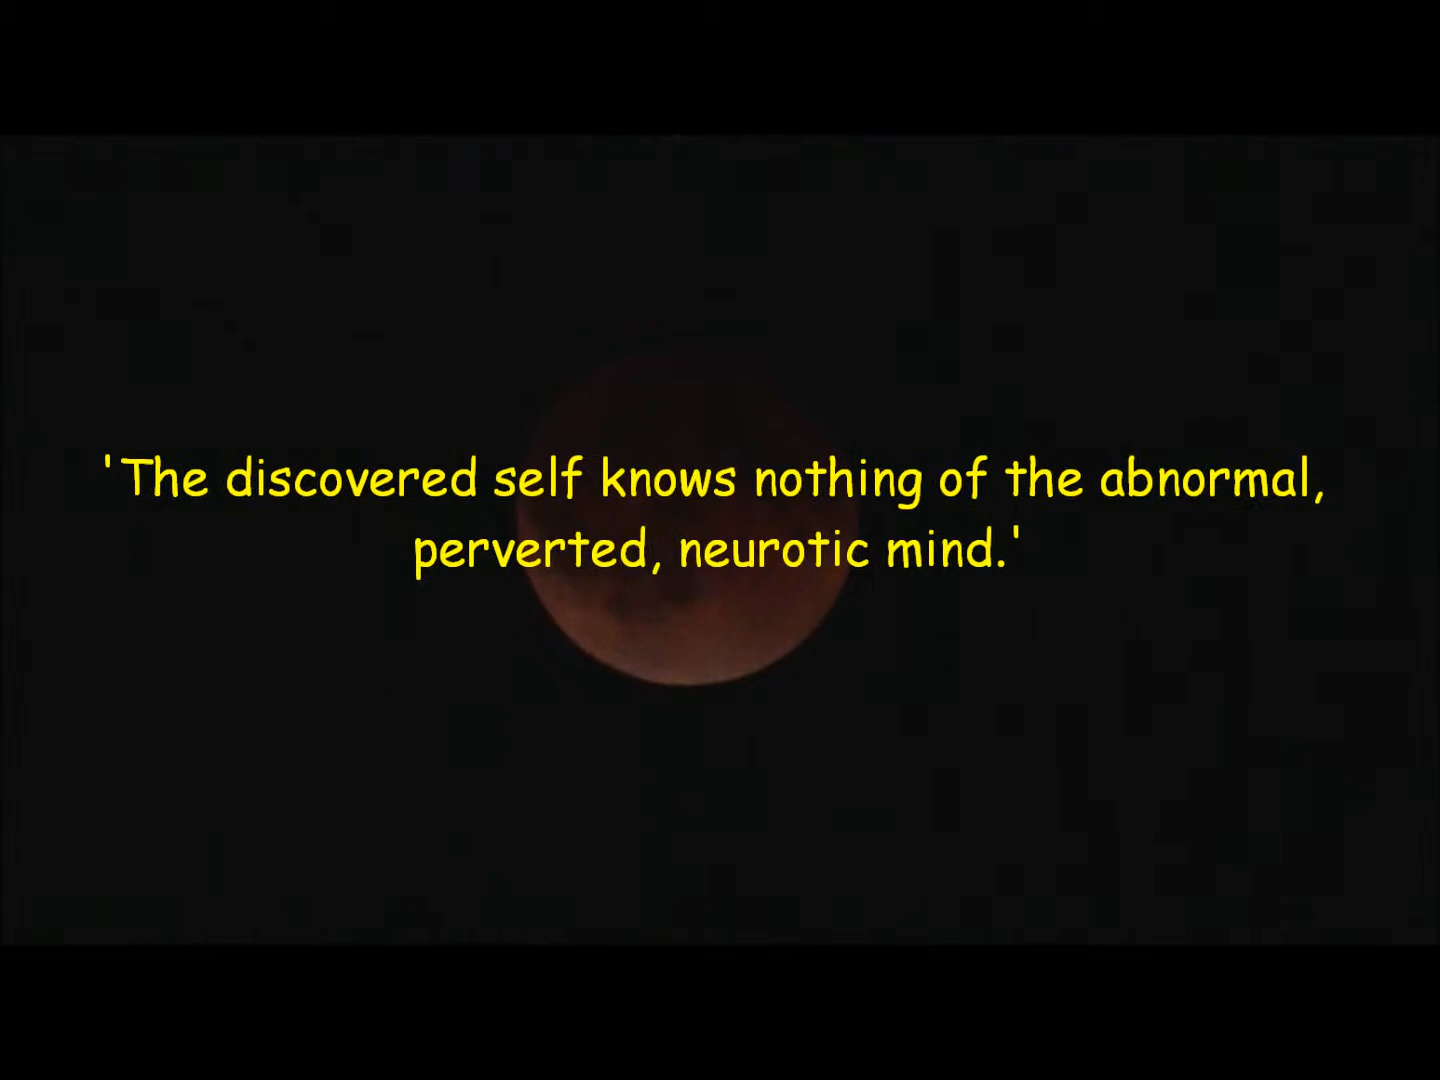 'The discovered self knows nothing of the abnormal,
perverted, neurotic mind.'